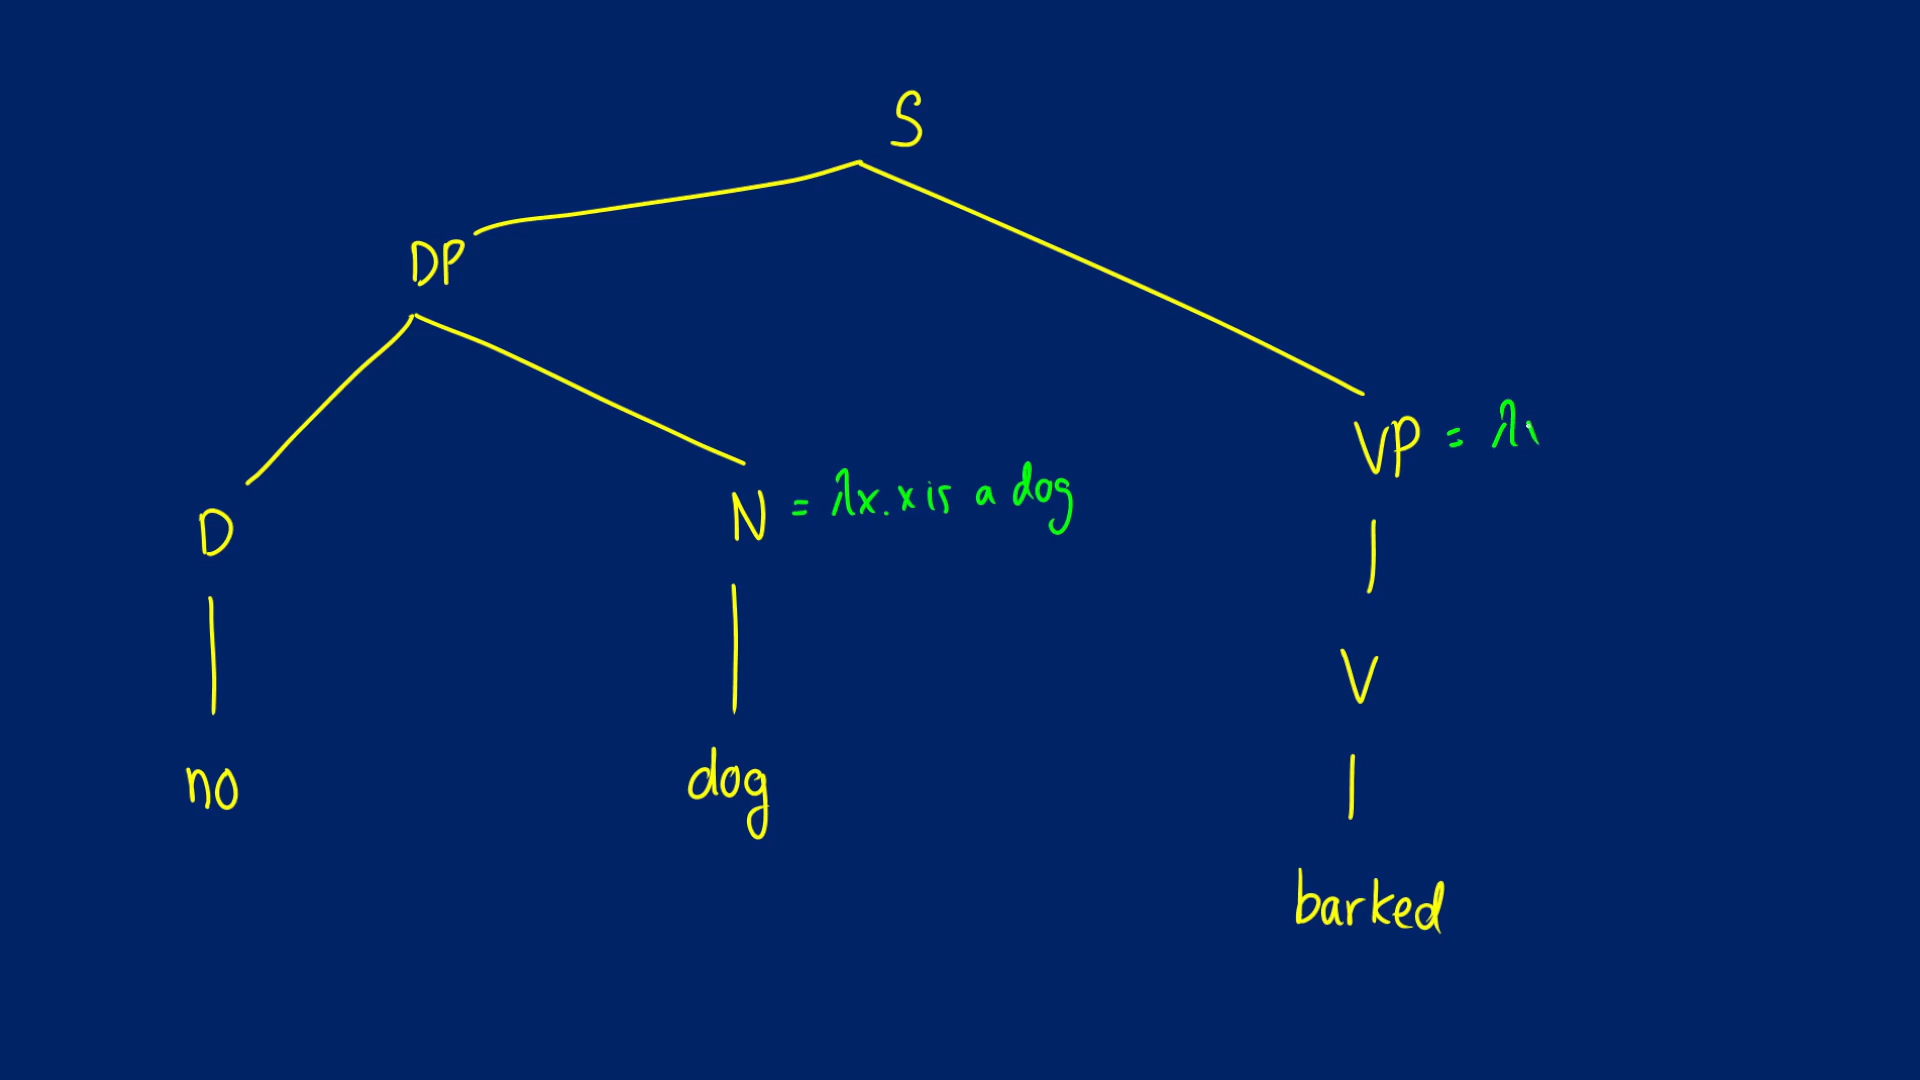 S
DP
VP = λ
D
N = λx. x is a dog
V
no
dog
barked